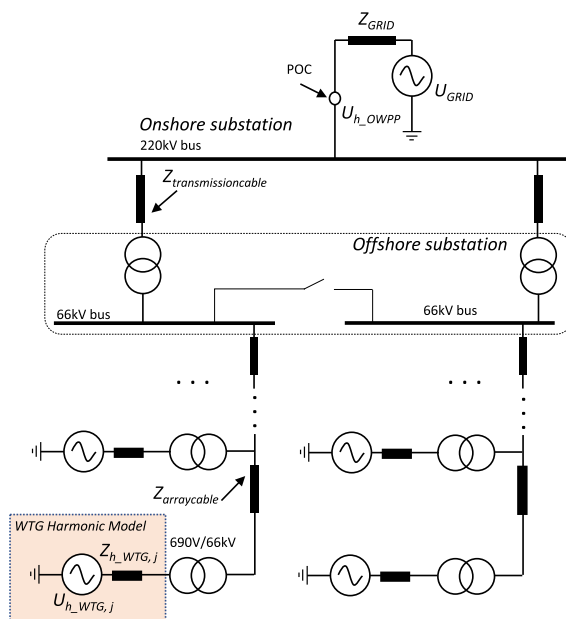 Z_GRID
POC
U_GRID
U_h_OWPP
Onshore substation
220kV bus
Z_transmissioncable
Offshore substation
66kV bus
66kV bus
. . .
. . .
Z_arraycable
WTG Harmonic Model
690V/66kV
Z_h_WTG, j
U_h_WTG, j